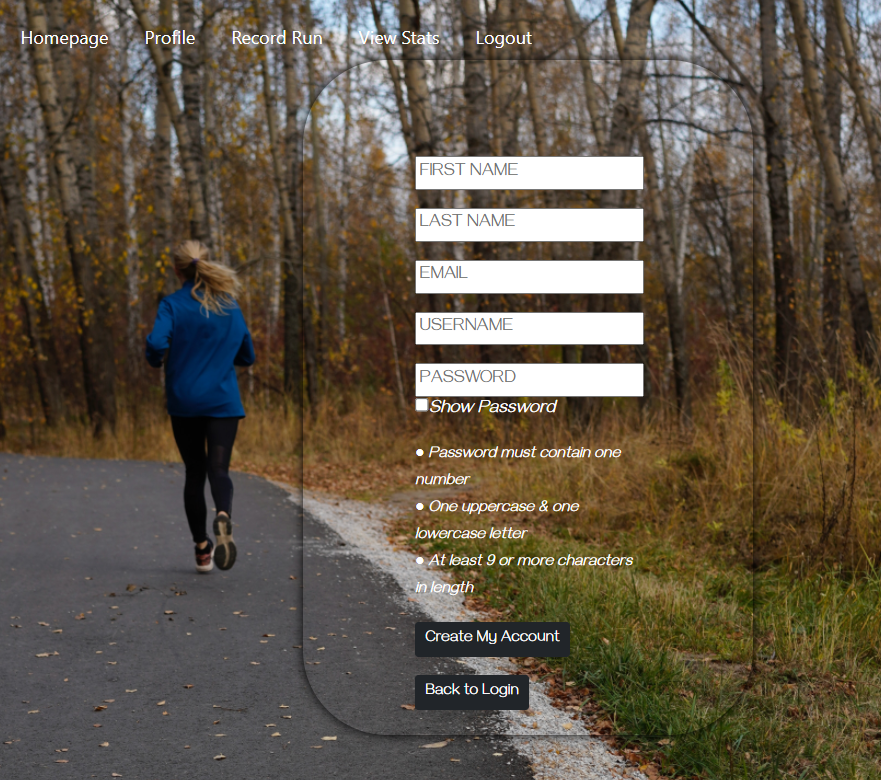 Homepage Profile Record Run View Stats Logout
FIRST NAME
LAST NAME
EMAIL
USERNAME
PASSWORD
Show Password
● Password must contain one
number
● One uppercase & one
lowercase letter
● At least 9 or more characters
in length
Create My Account
Back to Login